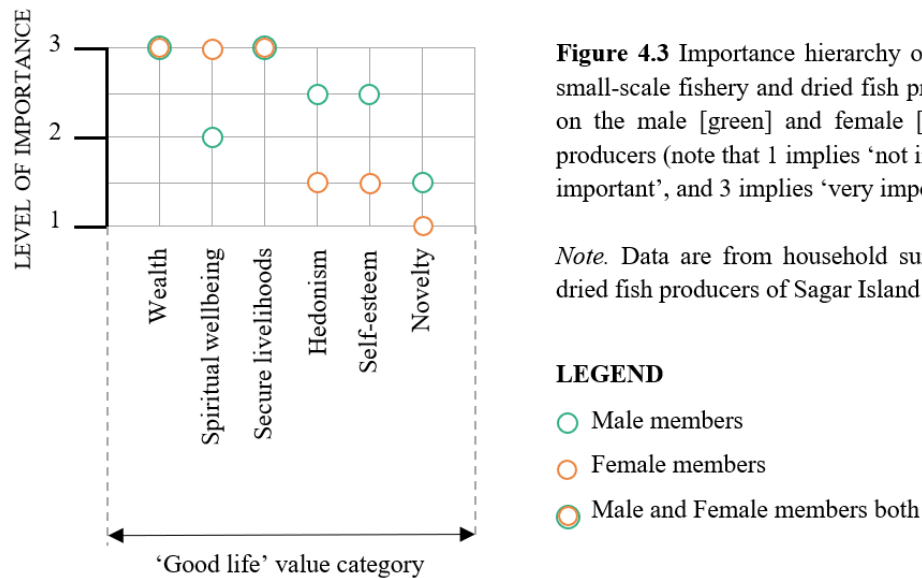 LEVEL OF IMPORTANCE
3
2
1
Wealth
Spiritual wellbeing
Secure livelihoods
Hedonism
Self-esteem
Novelty
‘Good life’ value category
Figure 4.3 Importance hierarchy o
small-scale fishery and dried fish pr
on the male [green] and female [
producers (note that 1 implies ‘not i
important’, and 3 implies ‘very impo
Note. Data are from household su
dried fish producers of Sagar Island
LEGEND
Male members
Female members
Male and Female members both